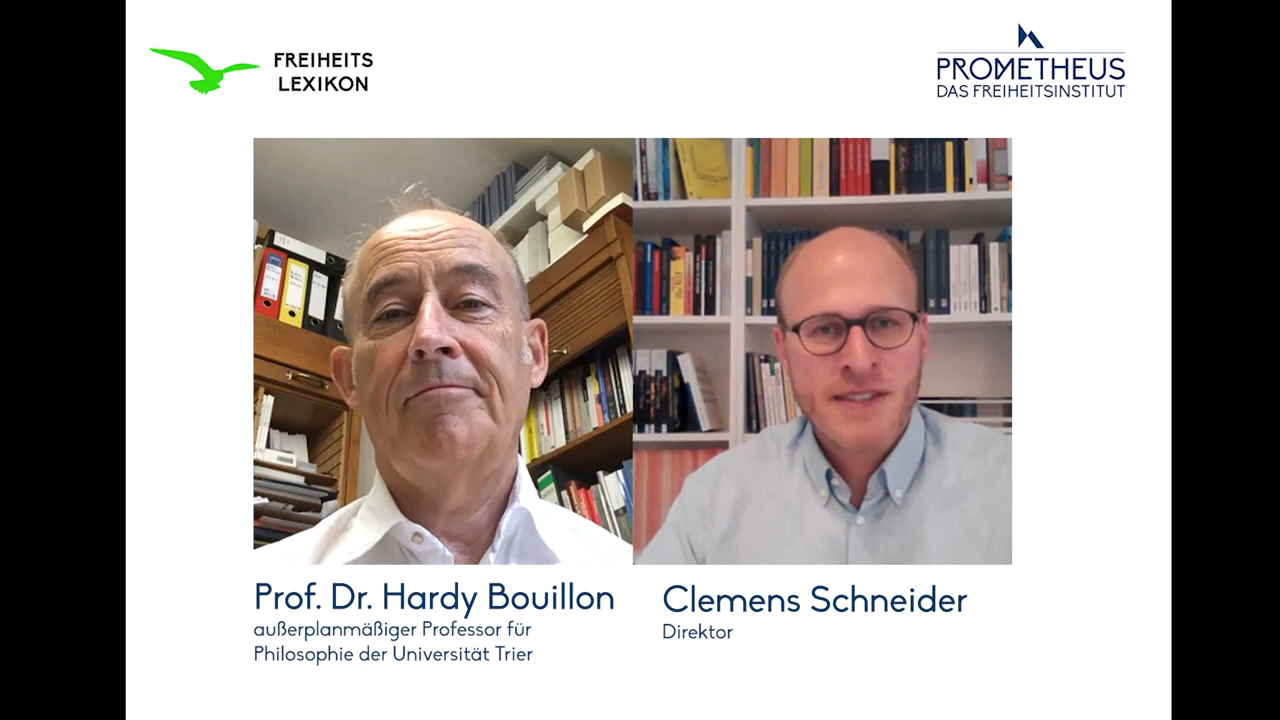 FREIHEITS
LEXIKON
PROMETHEUS
DAS FREIHEITSINSTITUT
Prof. Dr. Hardy Bouillon
außerplanmäßiger Professor für
Philosophie der Universität Trier
Clemens Schneider
Direktor